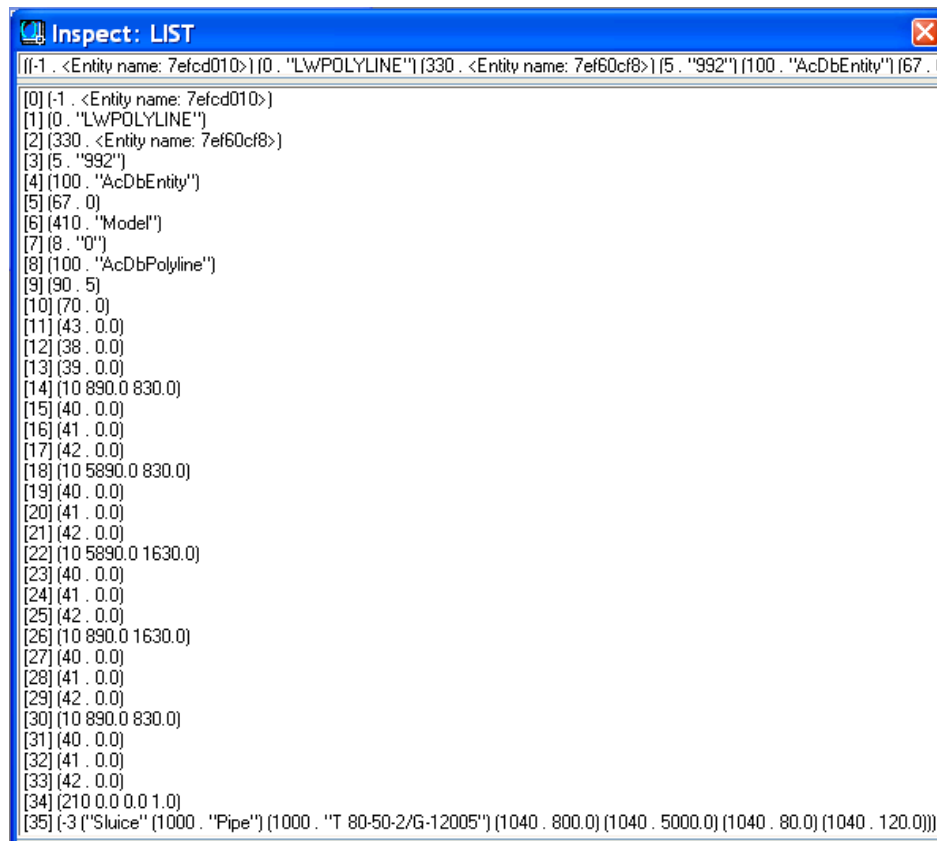 Inspect: LIST
((-1 . <Entity name: 7efcd010>) (0 . "LWPOLYLINE") (330 . <Entity name: 7ef60cf8>) (5 . "992") (100 . "AcDbEntity") (67 .
[0] (-1 . <Entity name: 7efcd010>)
[1] (0 . "LWPOLYLINE")
[2] (330 . <Entity name: 7ef60cf8>)
[3] (5 . "992")
[4] (100 . "AcDbEntity")
[5] (67 . 0)
[6] (410 . "Model")
[7] (8 . "0")
[8] (100 . "AcDbPolyline")
[9] (90 . 5)
[10] (70 . 0)
[11] (43 . 0.0)
[12] (38 . 0.0)
[13] (39 . 0.0)
[14] (10 890.0 830.0)
[15] (40 . 0.0)
[16] (41 . 0.0)
[17] (42 . 0.0)
[18] (10 5890.0 830.0)
[19] (40 . 0.0)
[20] (41 . 0.0)
[21] (42 . 0.0)
[22] (10 5890.0 1630.0)
[23] (40 . 0.0)
[24] (41 . 0.0)
[25] (42 . 0.0)
[26] (10 890.0 1630.0)
[27] (40 . 0.0)
[28] (41 . 0.0)
[29] (42 . 0.0)
[30] (10 890.0 830.0)
[31] (40 . 0.0)
[32] (41 . 0.0)
[33] (42 . 0.0)
[34] (210 0.0 0.0 1.0)
[35] (-3 ("Sluice" (1000 . "Pipe") (1000 . "T 80-50-2/G-12005") (1040 . 800.0) (1040 . 5000.0) (1040 . 80.0) (1040 . 120.0)))